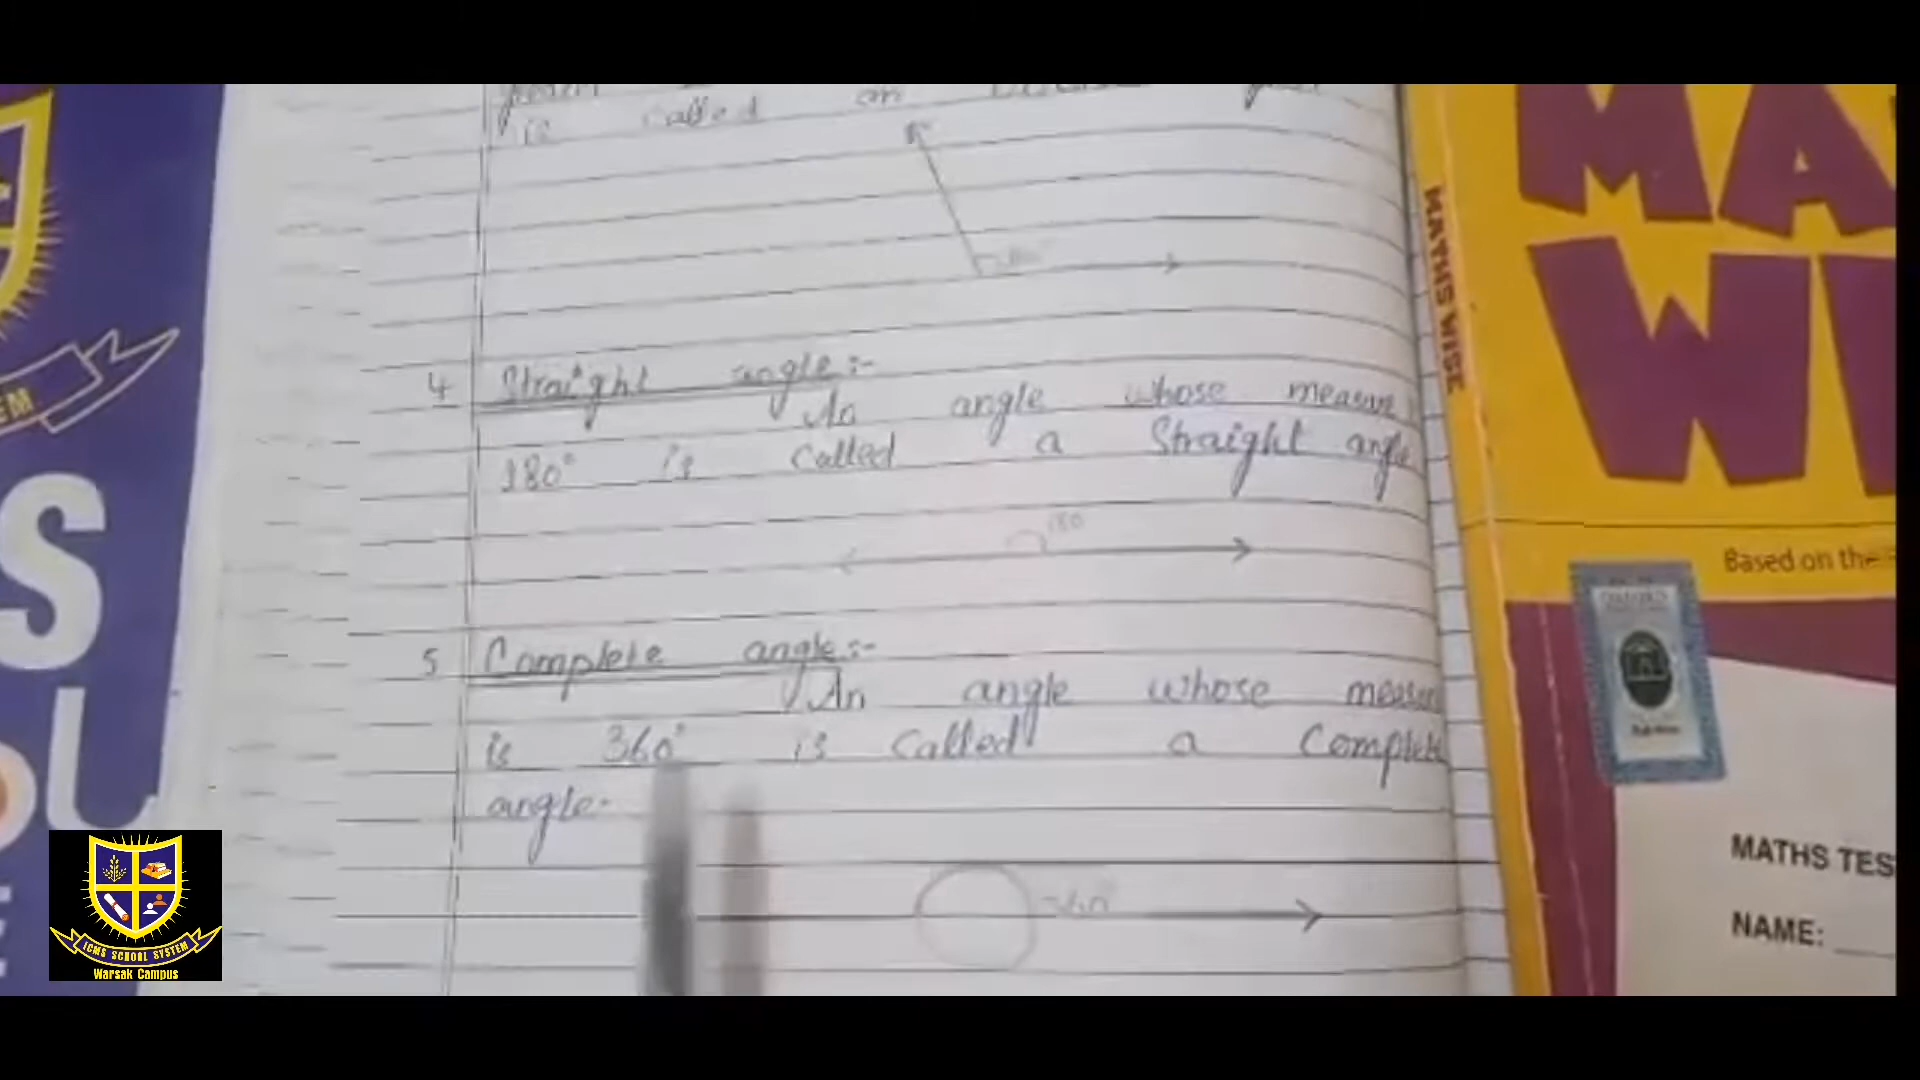 is called an
4 Straight angle:-
An angle whose measure
180° is called a Straight angle
180
5 Complete angle:-
An angle whose measure
is 360° is called a Complete
angle.
360°
MATHS WISE
MA
WI
Based on the
MATHS TES
NAME:
S
ICMS SCHOOL SYSTEM
Warsak Campus